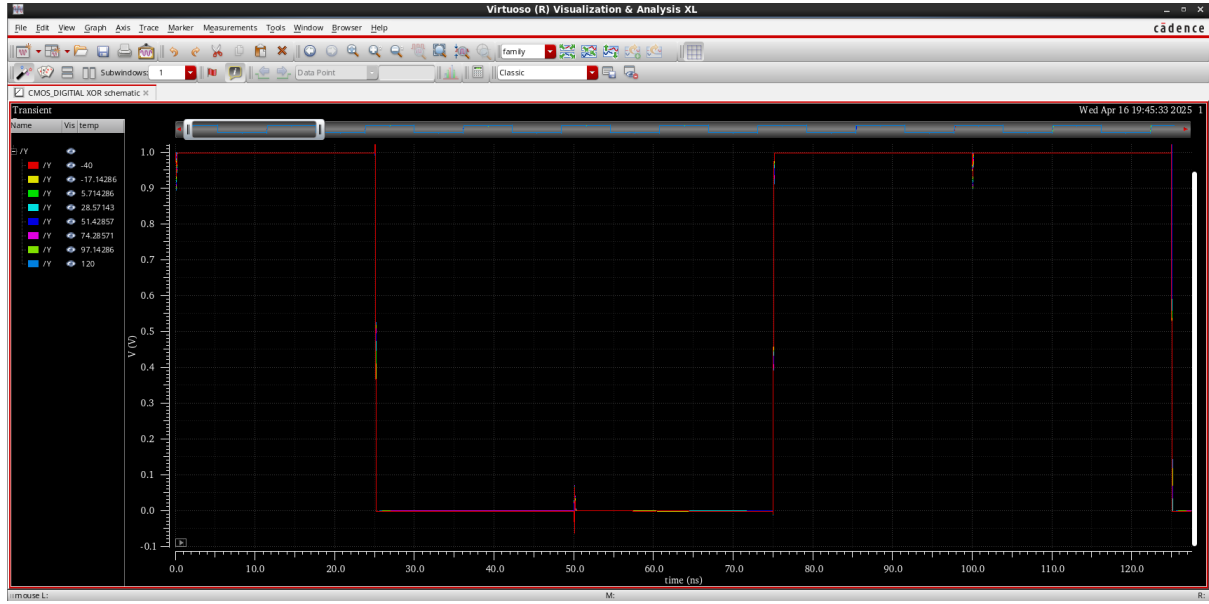 Virtuoso (R) Visualization & Analysis XL
File Edit View Graph Axis Trace Marker Measurements Tools Window Browser Help
cādence
family
Subwindows: 1 Data Point Classic
CMOS_DIGITIAL XOR schematic ×
Transient Wed Apr 16 19:45:33 2025 1
Name Vis temp
/Y
/Y -40
/Y -17.14286
/Y 5.714286
/Y 28.57143
/Y 51.42857
/Y 74.28571
/Y 97.14286
/Y 120
1.0
0.9
0.8
0.7
0.6
0.5
0.4
0.3
0.2
0.1
0.0
-0.1
V (V)
0.0 10.0 20.0 30.0 40.0 50.0 60.0 70.0 80.0 90.0 100.0 110.0 120.0
time (ns)
mouse L: M: R: